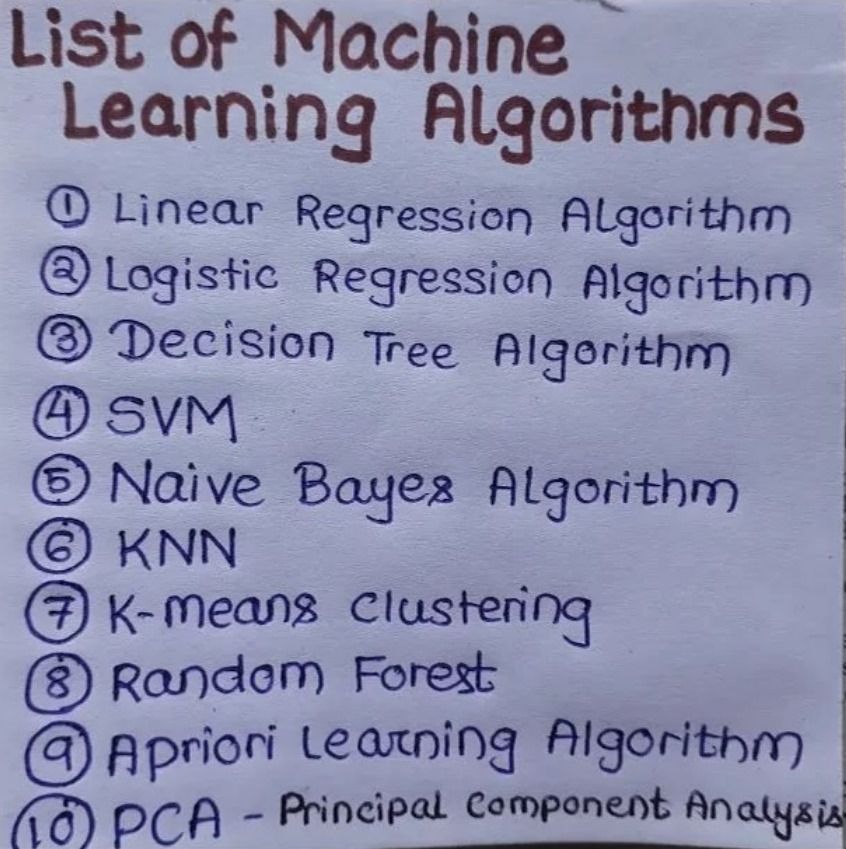 List of Machine
Learning Algorithms
① Linear Regression Algorithm
② Logistic Regression Algorithm
③ Decision Tree Algorithm
④ SVM
⑤ Naive Bayes Algorithm
⑥ KNN
⑦ K-means Clustering
⑧ Random Forest
⑨ Apriori Learning Algorithm
⑩ PCA - Principal Component Analysis